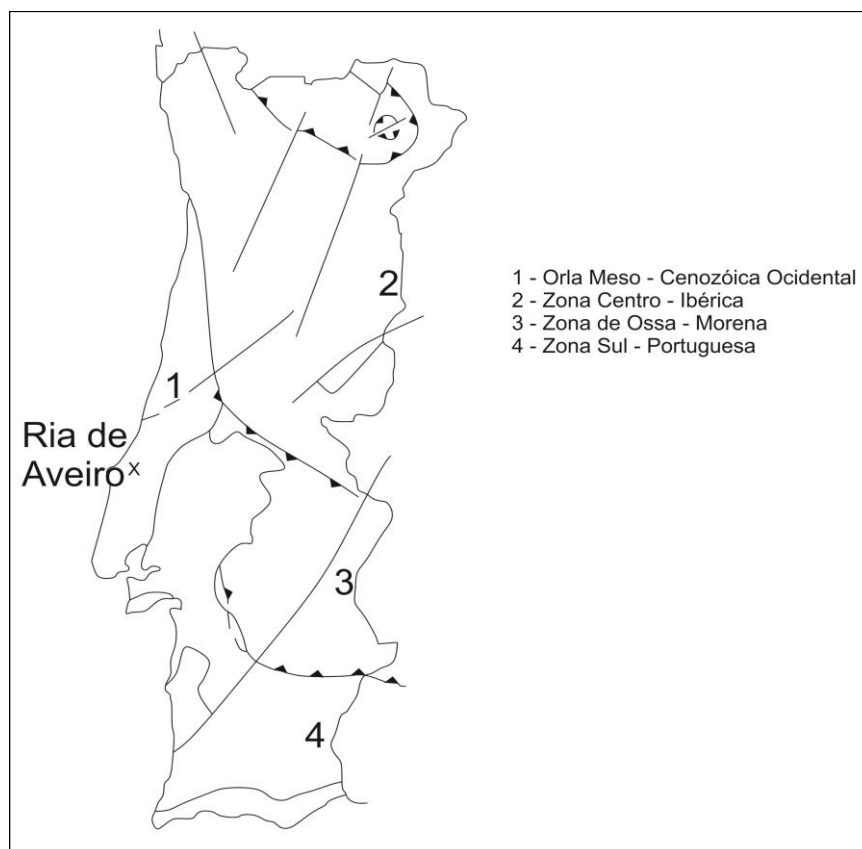 2
1 - Orla Meso - Cenozóica Ocidental
2 - Zona Centro - Ibérica
3 - Zona de Ossa - Morena
4 - Zona Sul - Portuguesa
1
Ria de
Aveiro x
3
4